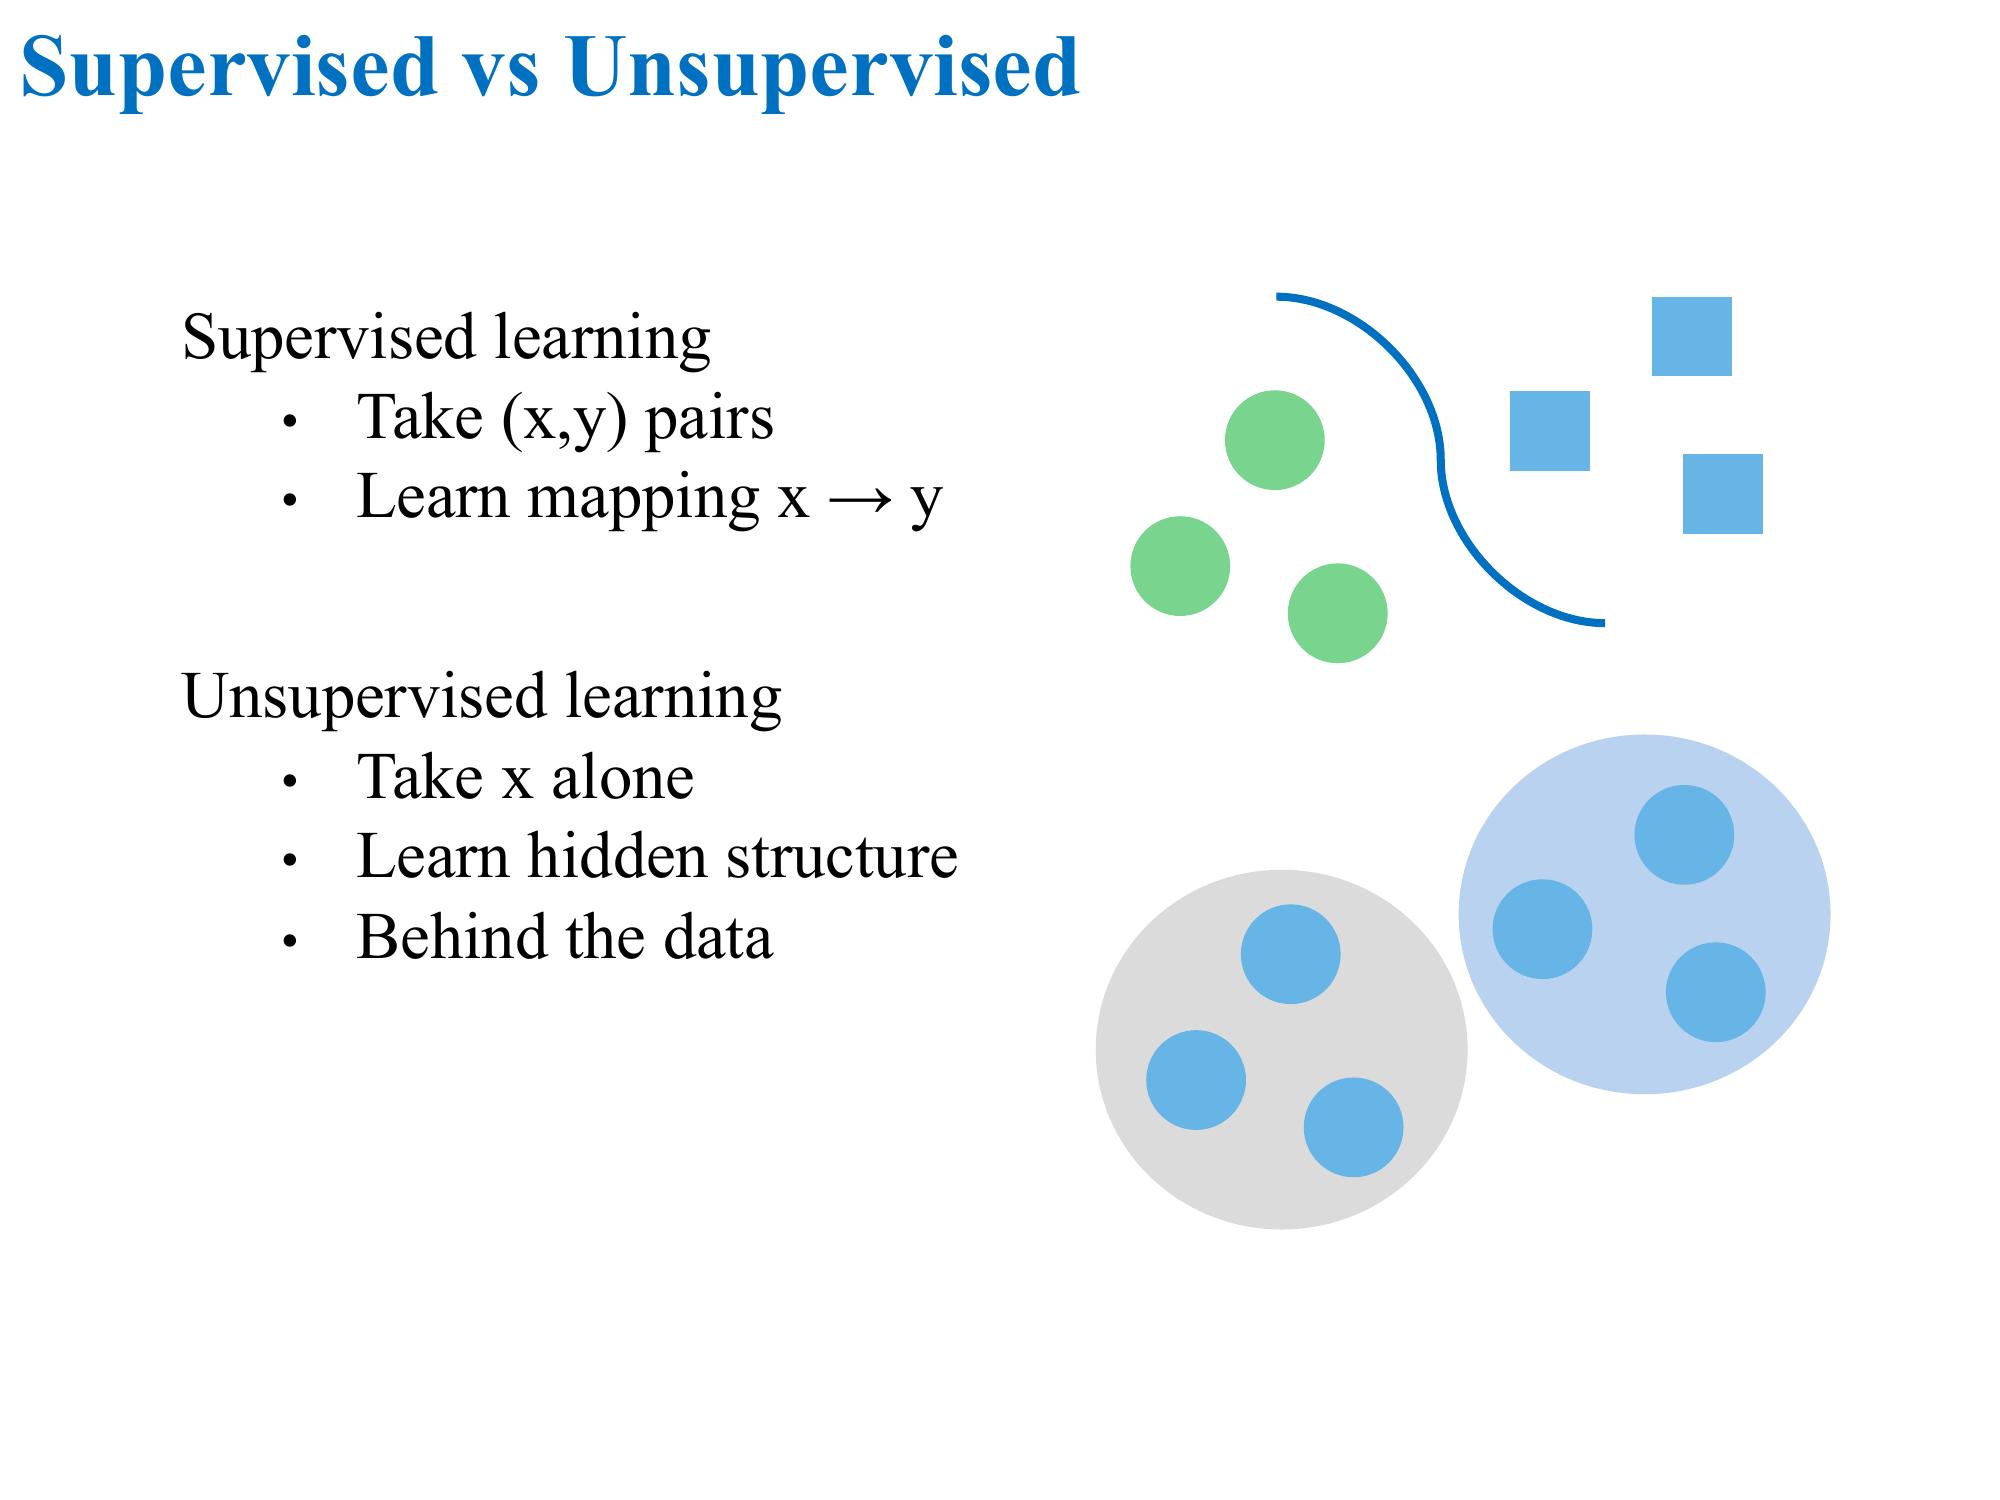 Supervised vs Unsupervised
Supervised learning
• Take (x,y) pairs
• Learn mapping x → y
Unsupervised learning
• Take x alone
• Learn hidden structure
• Behind the data